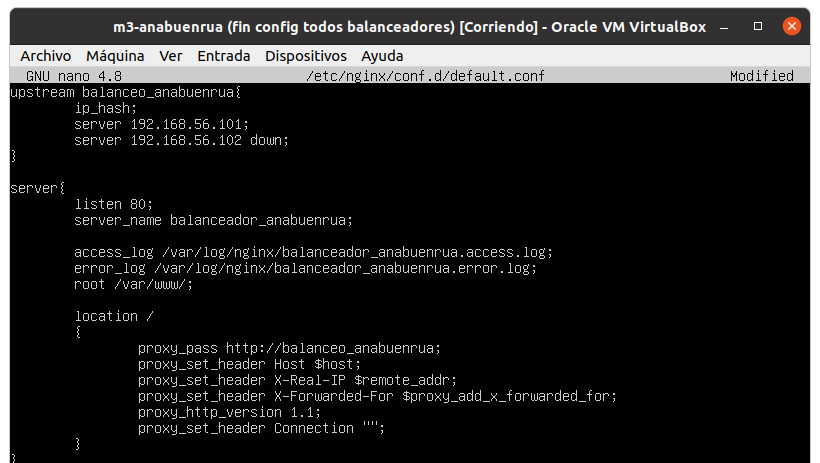 m3-anabuenrua (fin config todos balanceadores) [Corriendo] - Oracle VM VirtualBox
Archivo Máquina Ver Entrada Dispositivos Ayuda
GNU nano 4.8 /etc/nginx/conf.d/default.conf Modified
upstream balanceo_anabuenrua{
ip_hash;
server 192.168.56.101;
server 192.168.56.102 down;
}
server{
listen 80;
server_name balanceador_anabuenrua;
access_log /var/log/nginx/balanceador_anabuenrua.access.log;
error_log /var/log/nginx/balanceador_anabuenrua.error.log;
root /var/www/;
location /
{
proxy_pass http://balanceo_anabuenrua;
proxy_set_header Host $host;
proxy_set_header X-Real-IP $remote_addr;
proxy_set_header X-Forwarded-For $proxy_add_x_forwarded_for;
proxy_http_version 1.1;
proxy_set_header Connection "";
}
}